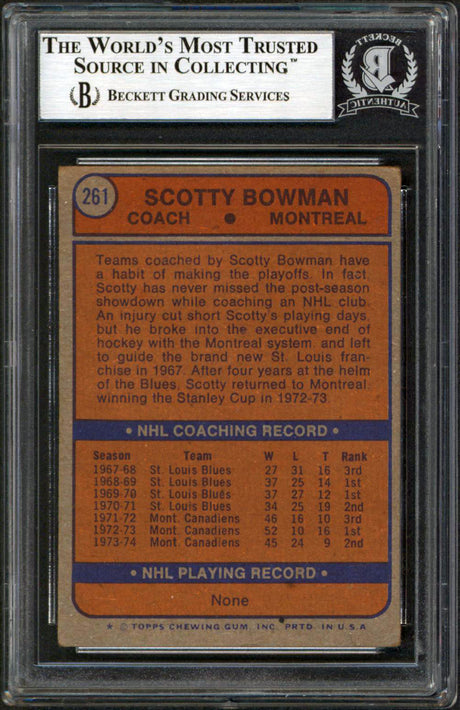 THE WORLD'S MOST TRUSTED
SOURCE IN COLLECTING™
B BECKETT GRADING SERVICES
BECKETT
AUTHENTIC
261
SCOTTY BOWMAN
COACH • MONTREAL
Teams coached by Scotty Bowman have
a habit of making the playoffs. In fact,
Scotty has never missed the post-season
showdown while coaching an NHL club.
An injury cut short Scotty's playing days,
but he broke into the executive end of
hockey with the Montreal system, and left
to guide the brand new St. Louis fran-
chise in 1967. After four years at the helm
of the Blues, Scotty returned to Montreal,
winning the Stanley Cup in 1972-73.
• NHL COACHING RECORD •
Season Team W L T Rank
1967-68 St. Louis Blues 27 31 16 3rd
1968-69 St. Louis Blues 37 25 14 1st
1969-70 St. Louis Blues 37 27 12 1st
1970-71 St. Louis Blues 34 25 19 2nd
1971-72 Mont. Canadiens 46 16 10 3rd
1972-73 Mont. Canadiens 52 10 16 1st
1973-74 Mont. Canadiens 45 24 9 2nd
• NHL PLAYING RECORD •
None
★ © TOPPS CHEWING GUM, INC. PRTD. IN U.S.A.